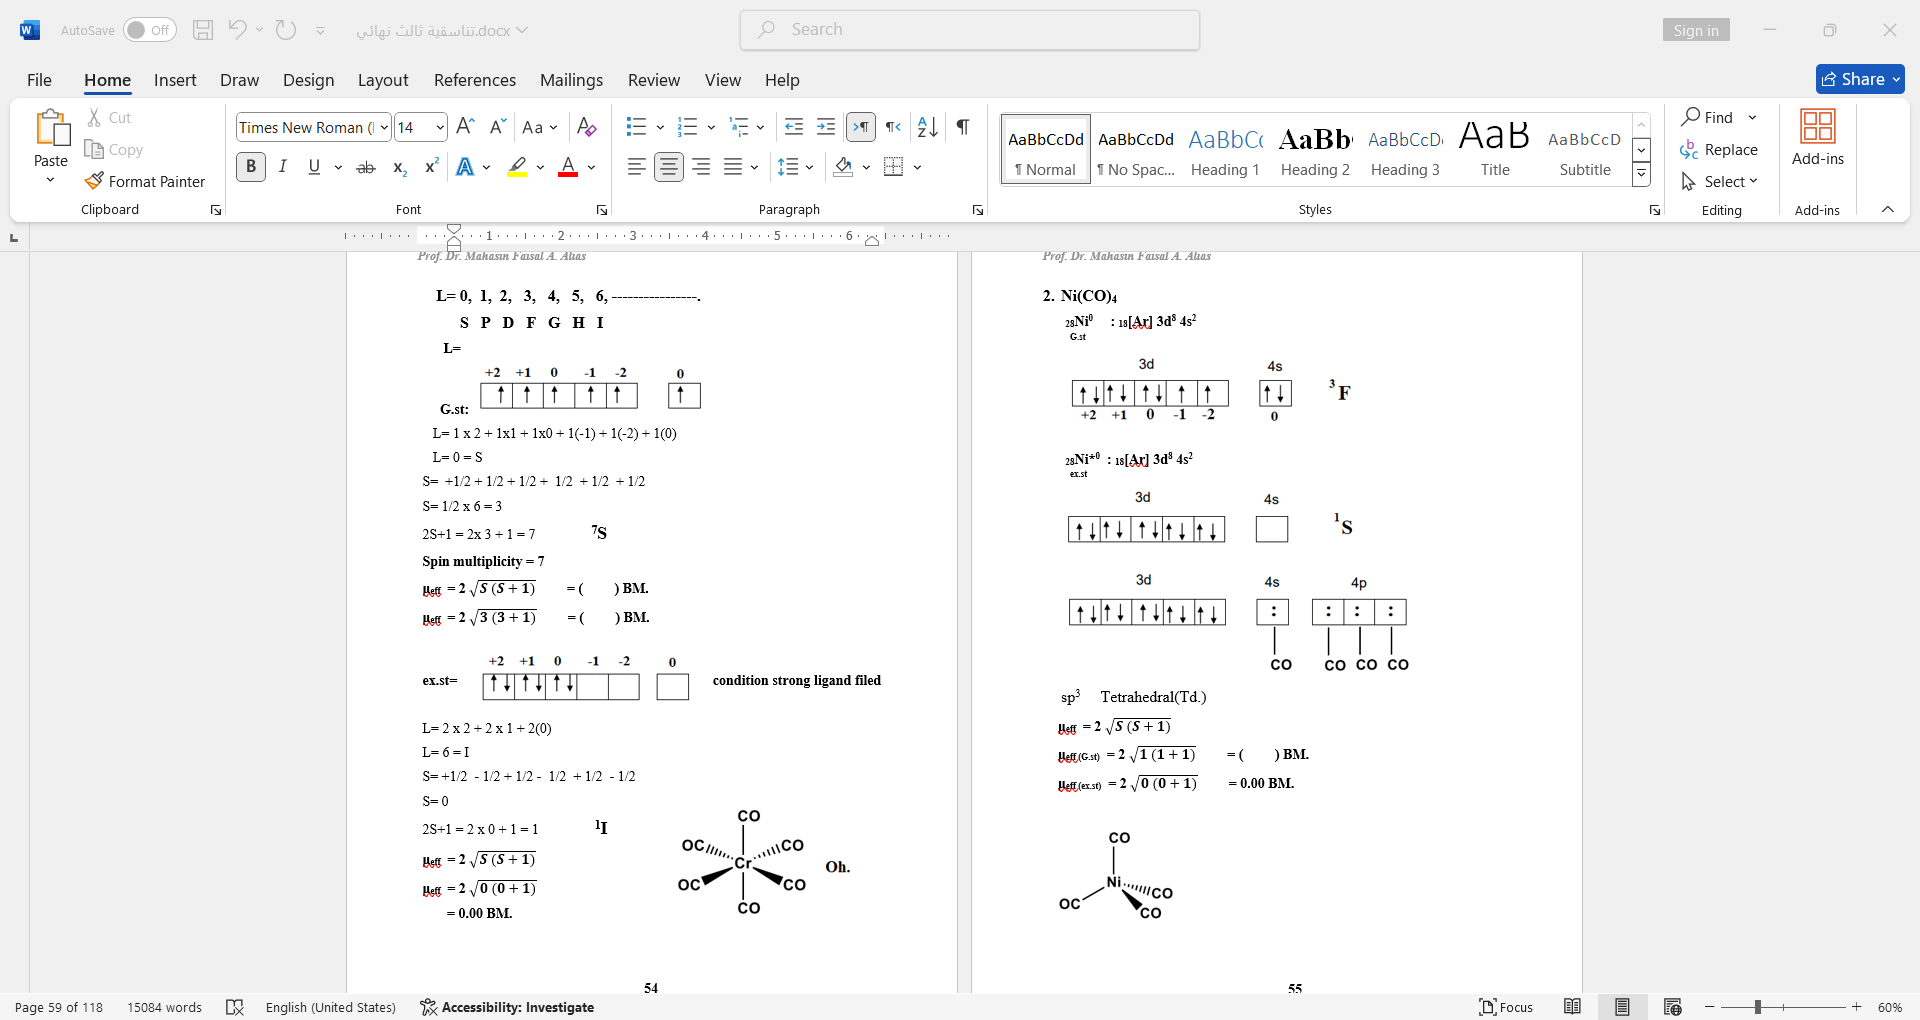 AutoSave Off تناسقية ثالث نهائي.docx Search Sign in
File Home Insert Draw Design Layout References Mailings Review View Help Share
Paste Cut Copy Format Painter
Times New Roman ( 14 Aa
B I U ab x₂ x² A A
AaBbCcDd AaBbCcDd AaBbCc AaBb AaBbCcD AaB AaBbCcD
¶ Normal ¶ No Spac... Heading 1 Heading 2 Heading 3 Title Subtitle
Find Replace Select Add-ins
Clipboard Font Paragraph Styles Editing Add-ins
1 2 3 4 5 6
Prof. Dr. Mahasin Faisal A. Alias
L= 0, 1, 2, 3, 4, 5, 6, ----------------.
S P D F G H I
L=
+2 +1 0 -1 -2 0
G.st: ↑ ↑ ↑ ↑ ↑ ↑
L= 1 x 2 + 1x1 + 1x0 + 1(-1) + 1(-2) + 1(0)
L= 0 = S
S= +1/2 + 1/2 + 1/2 + 1/2 + 1/2 + 1/2
S= 1/2 x 6 = 3
2S+1 = 2x 3 + 1 = 7 ⁷S
Spin multiplicity = 7
μeff = 2 √S (S + 1) = ( ) BM.
μeff = 2 √3 (3 + 1) = ( ) BM.
+2 +1 0 -1 -2 0
ex.st= ↑↓ ↑↓ ↑↓ condition strong ligand filed
L= 2 x 2 + 2 x 1 + 2(0)
L= 6 = I
S= +1/2 - 1/2 + 1/2 - 1/2 + 1/2 - 1/2
S= 0
2S+1 = 2 x 0 + 1 = 1 ¹I
μeff = 2 √S (S + 1)
μeff = 2 √0 (0 + 1)
= 0.00 BM.
CO
OC CO
Cr Oh.
OC CO
CO
54
Prof. Dr. Mahasin Faisal A. Alias
2. Ni(CO)₄
₂₈Ni⁰ : ₁₈[Ar] 3d⁸ 4s²
G.st
3d 4s
↑↓ ↑↓ ↑↓ ↑ ↑ ↑↓ ³F
+2 +1 0 -1 -2 0
₂₈Ni*⁰ : ₁₈[Ar] 3d⁸ 4s²
ex.st
3d 4s
↑↓ ↑↓ ↑↓ ↑↓ ↑↓ ¹S
3d 4s 4p
↑↓ ↑↓ ↑↓ ↑↓ ↑↓ : : : :
CO CO CO CO
sp³ Tetrahedral(Td.)
μeff = 2 √S (S + 1)
μeff (G.st) = 2 √1 (1 + 1) = ( ) BM.
μeff (ex.st) = 2 √0 (0 + 1) = 0.00 BM.
CO
Ni CO
OC CO
55
Page 59 of 118 15084 words English (United States) Accessibility: Investigate Focus 60%